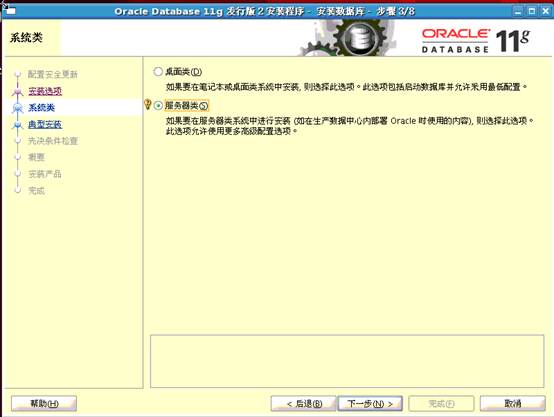 Oracle Database 11g 发行版 2 安装程序 - 安装数据库 - 步骤 3/8
系统类
ORACLE
DATABASE 11g
配置安全更新
安装选项
系统类
典型安装
先决条件检查
概要
安装产品
完成
桌面类(D)
如果要在笔记本或桌面类系统中安装, 则选择此选项。此选项包括启动数据库并允许采用最低配置。
服务器类(S)
如果要在服务器类系统中进行安装 (如在生产数据中心内部署 Oracle 时使用的内容), 则选择此选项。
此选项允许使用更多高级配置选项。
帮助(H)
< 后退(B)
下一步(N) >
完成(F)
取消